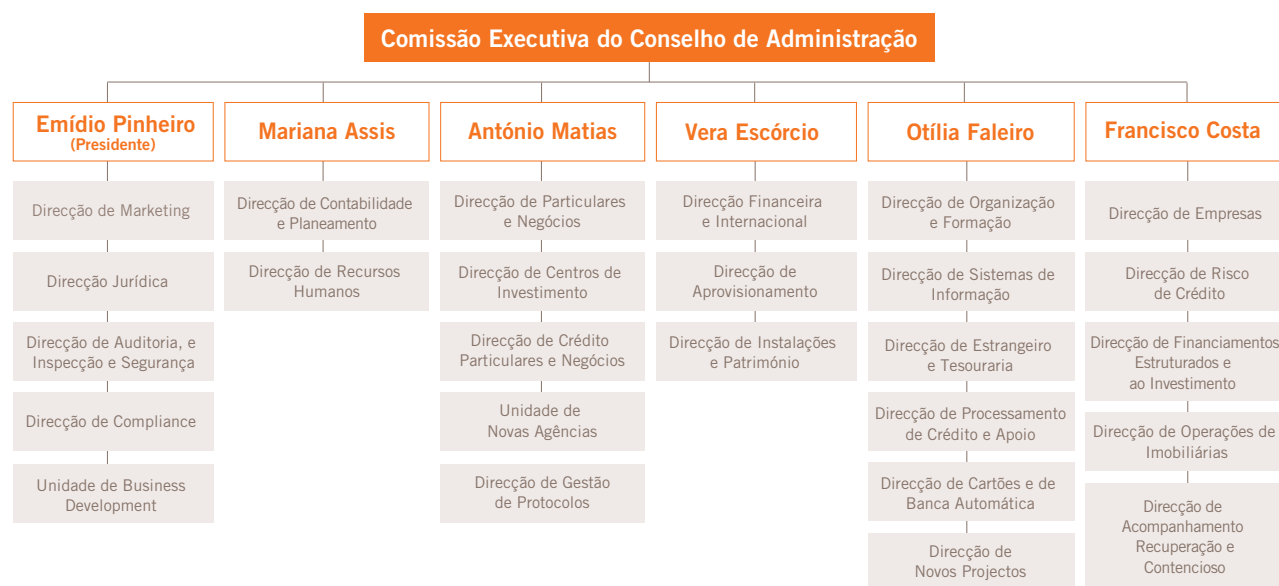 Comissão Executiva do Conselho de Administração
Emídio Pinheiro
(Presidente)
Direcção de Marketing
Direcção Jurídica
Direcção de Auditoria, e
Inspecção e Segurança
Direcção de Compliance
Unidade de Business
Development
Mariana Assis
Direcção de Contabilidade
e Planeamento
Direcção de Recursos
Humanos
António Matias
Direcção de Particulares
e Negócios
Direcção de Centros de
Investimento
Direcção de Crédito
Particulares e Negócios
Unidade de
Novas Agências
Direcção de Gestão
de Protocolos
Vera Escórcio
Direcção Financeira
e Internacional
Direcção de
Aprovisionamento
Direcção de Instalações
e Património
Otília Faleiro
Direcção de Organização
e Formação
Direcção de Sistemas de
Informação
Direcção de Estrangeiro
e Tesouraria
Direcção de Processamento
de Crédito e Apoio
Direcção de Cartões e de
Banca Automática
Direcção de
Novos Projectos
Francisco Costa
Direcção de Empresas
Direcção de Risco
de Crédito
Direcção de Financiamentos
Estruturados e
ao Investimento
Direcção de Operações de
Imobiliárias
Direcção de
Acompanhamento
Recuperação e
Contencioso